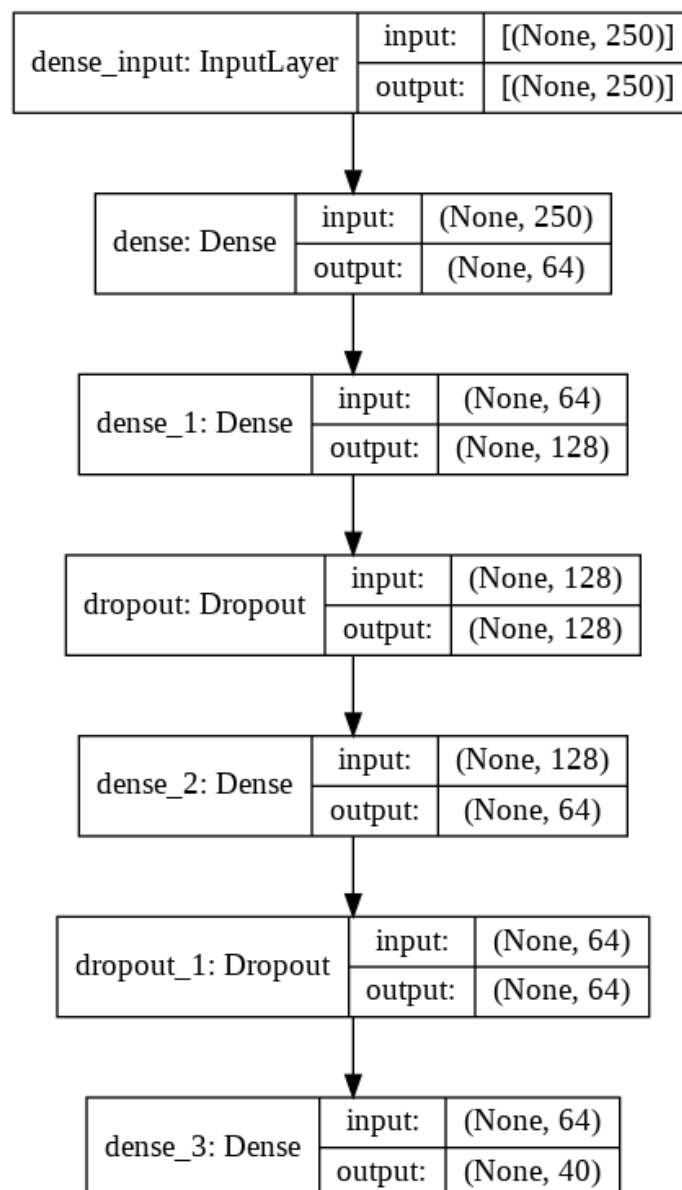 dense_input: InputLayer
input: [(None, 250)]
output: [(None, 250)]
dense: Dense
input: (None, 250)
output: (None, 64)
dense_1: Dense
input: (None, 64)
output: (None, 128)
dropout: Dropout
input: (None, 128)
output: (None, 128)
dense_2: Dense
input: (None, 128)
output: (None, 64)
dropout_1: Dropout
input: (None, 64)
output: (None, 64)
dense_3: Dense
input: (None, 64)
output: (None, 40)